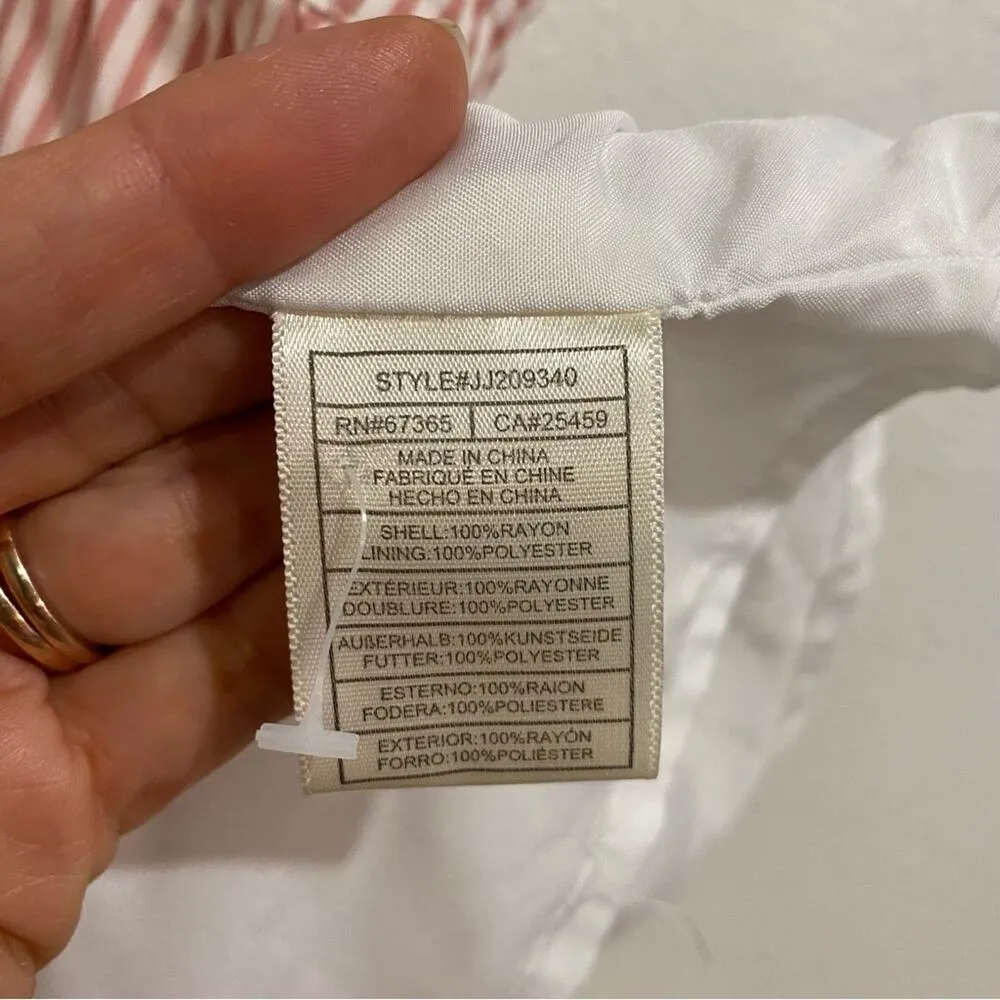 STYLE#JJ209340
RN#67365 CA#25459
MADE IN CHINA
FABRIQUÉ EN CHINE
HECHO EN CHINA
SHELL:100%RAYON
LINING:100%POLYESTER
EXTÉRIEUR:100%RAYONNE
DOUBLURE:100%POLYESTER
AUßERHALB:100%KUNSTSEIDE
FUTTER:100%POLYESTER
ESTERNO:100%RAION
FODERA:100%POLIESTERE
EXTERIOR:100%RAYÓN
FORRO:100%POLIÉSTER